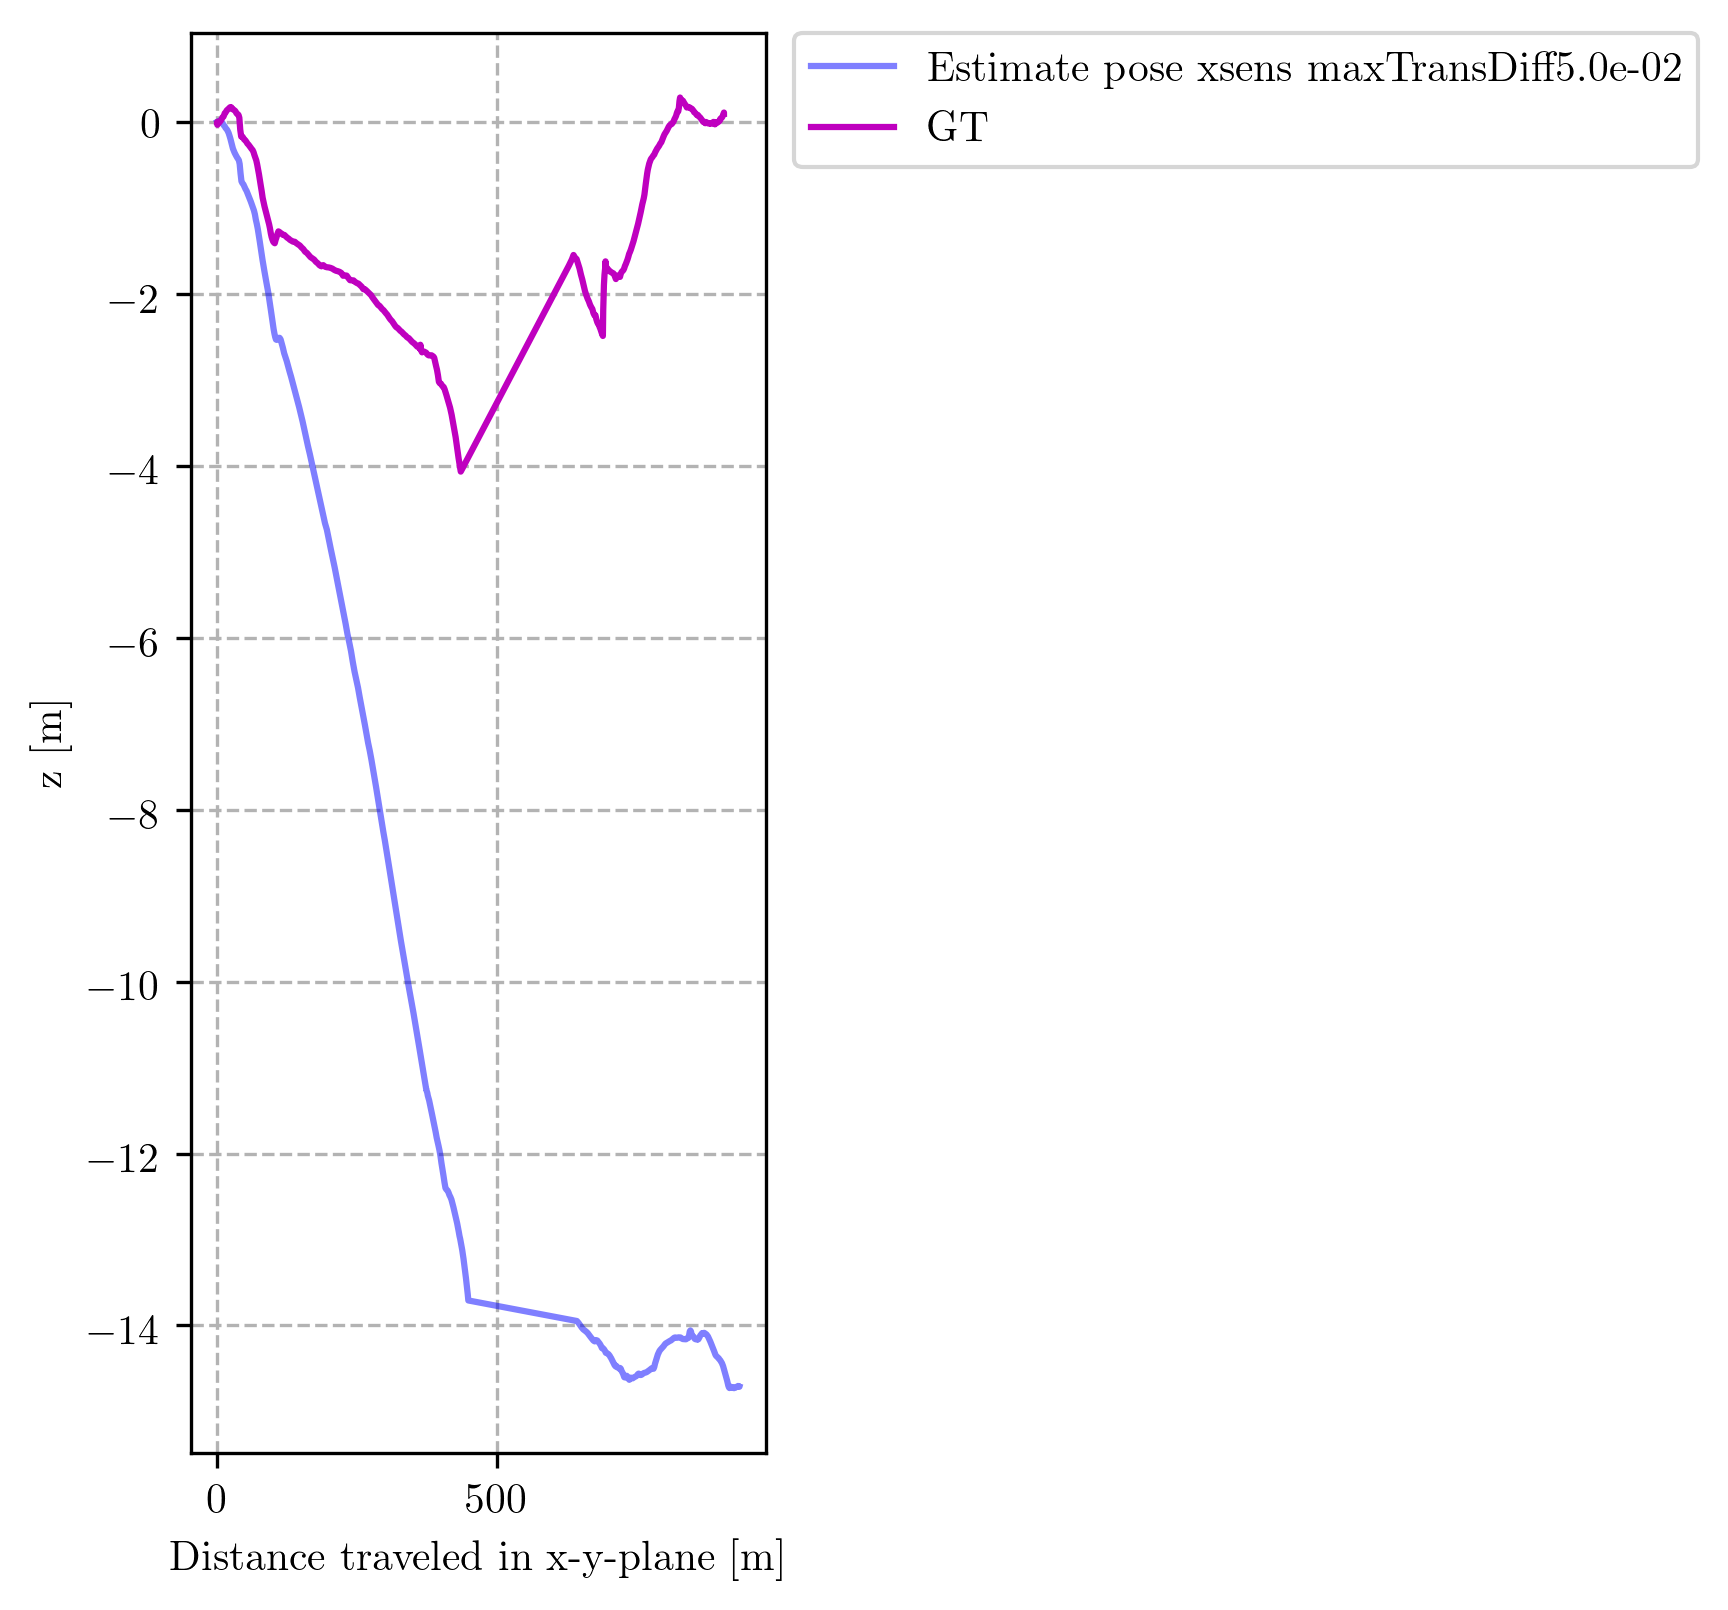 Estimate pose xsens maxTransDiff5.0e-02
GT
0
−2
−4
−6
−8
−10
−12
−14
z [m]
0 500
Distance traveled in x-y-plane [m]